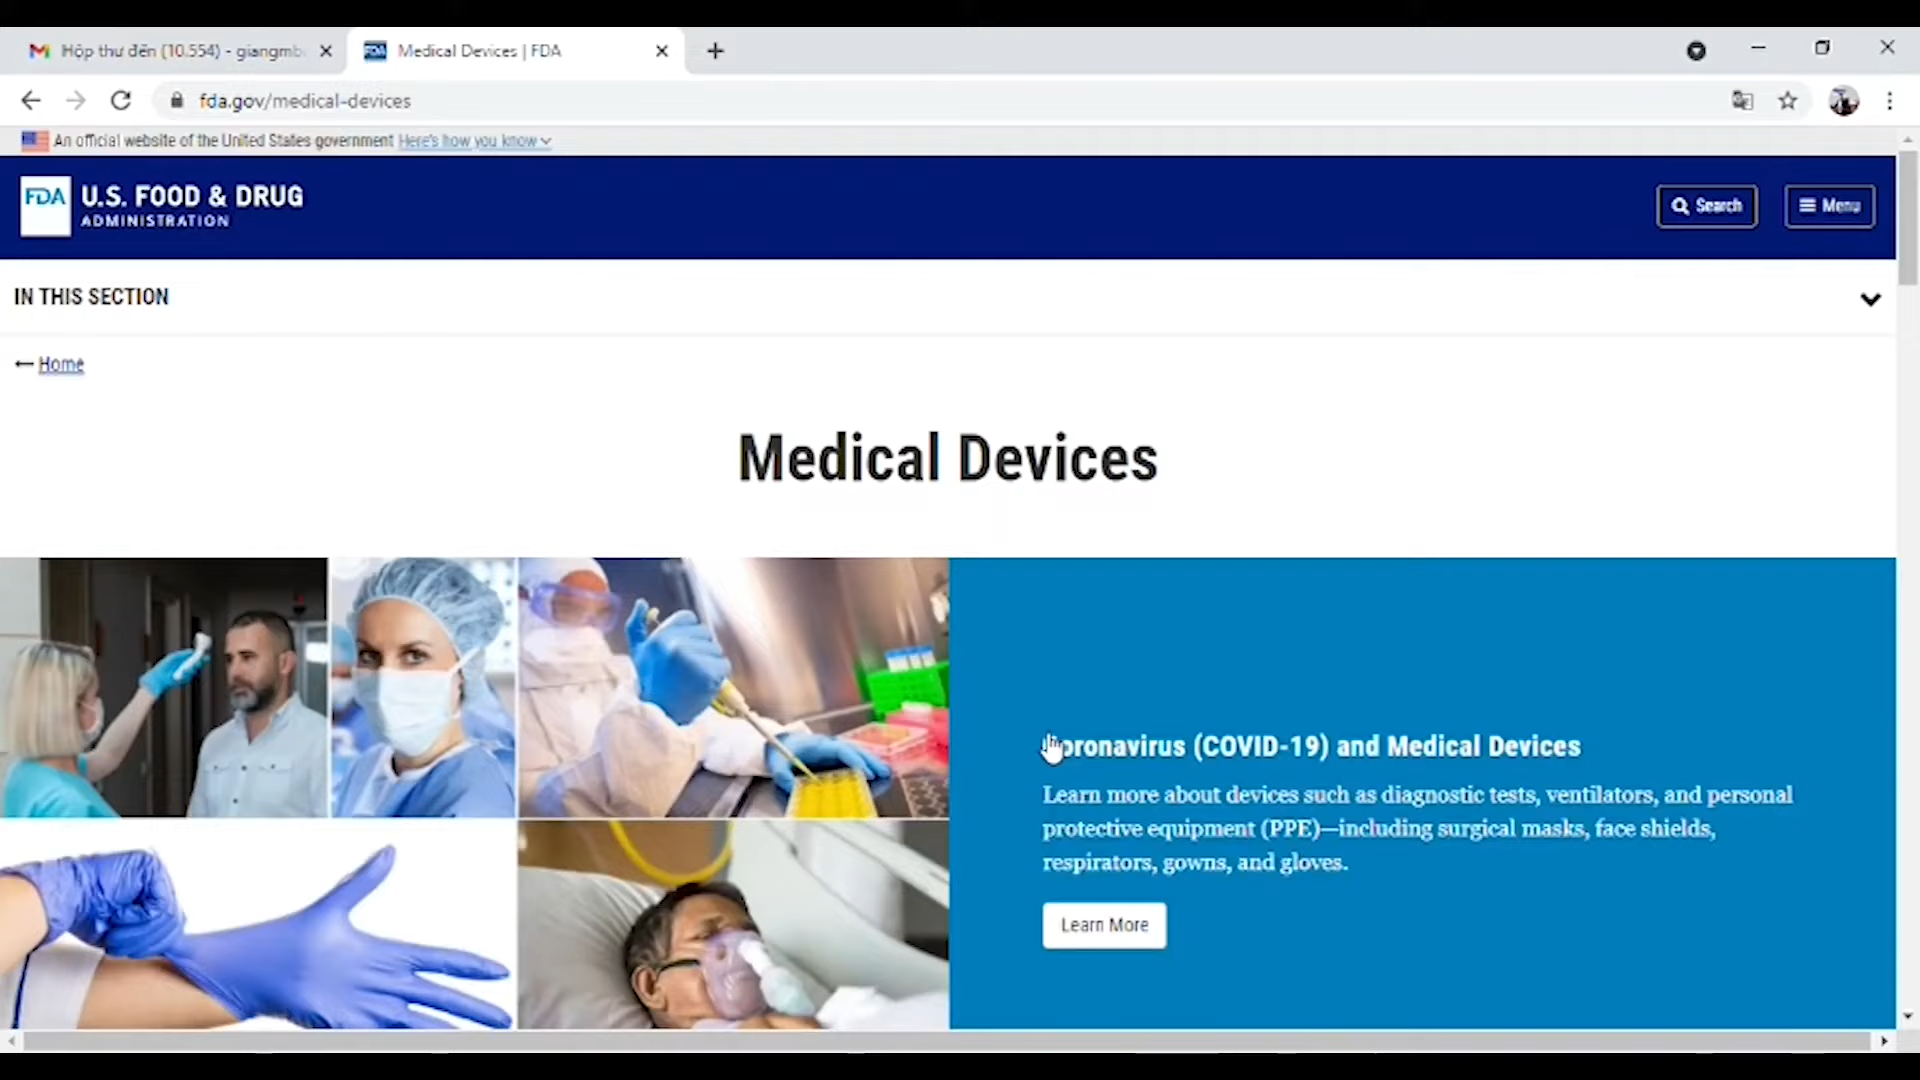 Hộp thư đến (10.554) - giangmb
Medical Devices | FDA
fda.gov/medical-devices
An official website of the United States government Here's how you know
FDA U.S. FOOD & DRUG
ADMINISTRATION
Search
Menu
IN THIS SECTION
Home
Medical Devices
Coronavirus (COVID-19) and Medical Devices
Learn more about devices such as diagnostic tests, ventilators, and personal
protective equipment (PPE)—including surgical masks, face shields,
respirators, gowns, and gloves.
Learn More